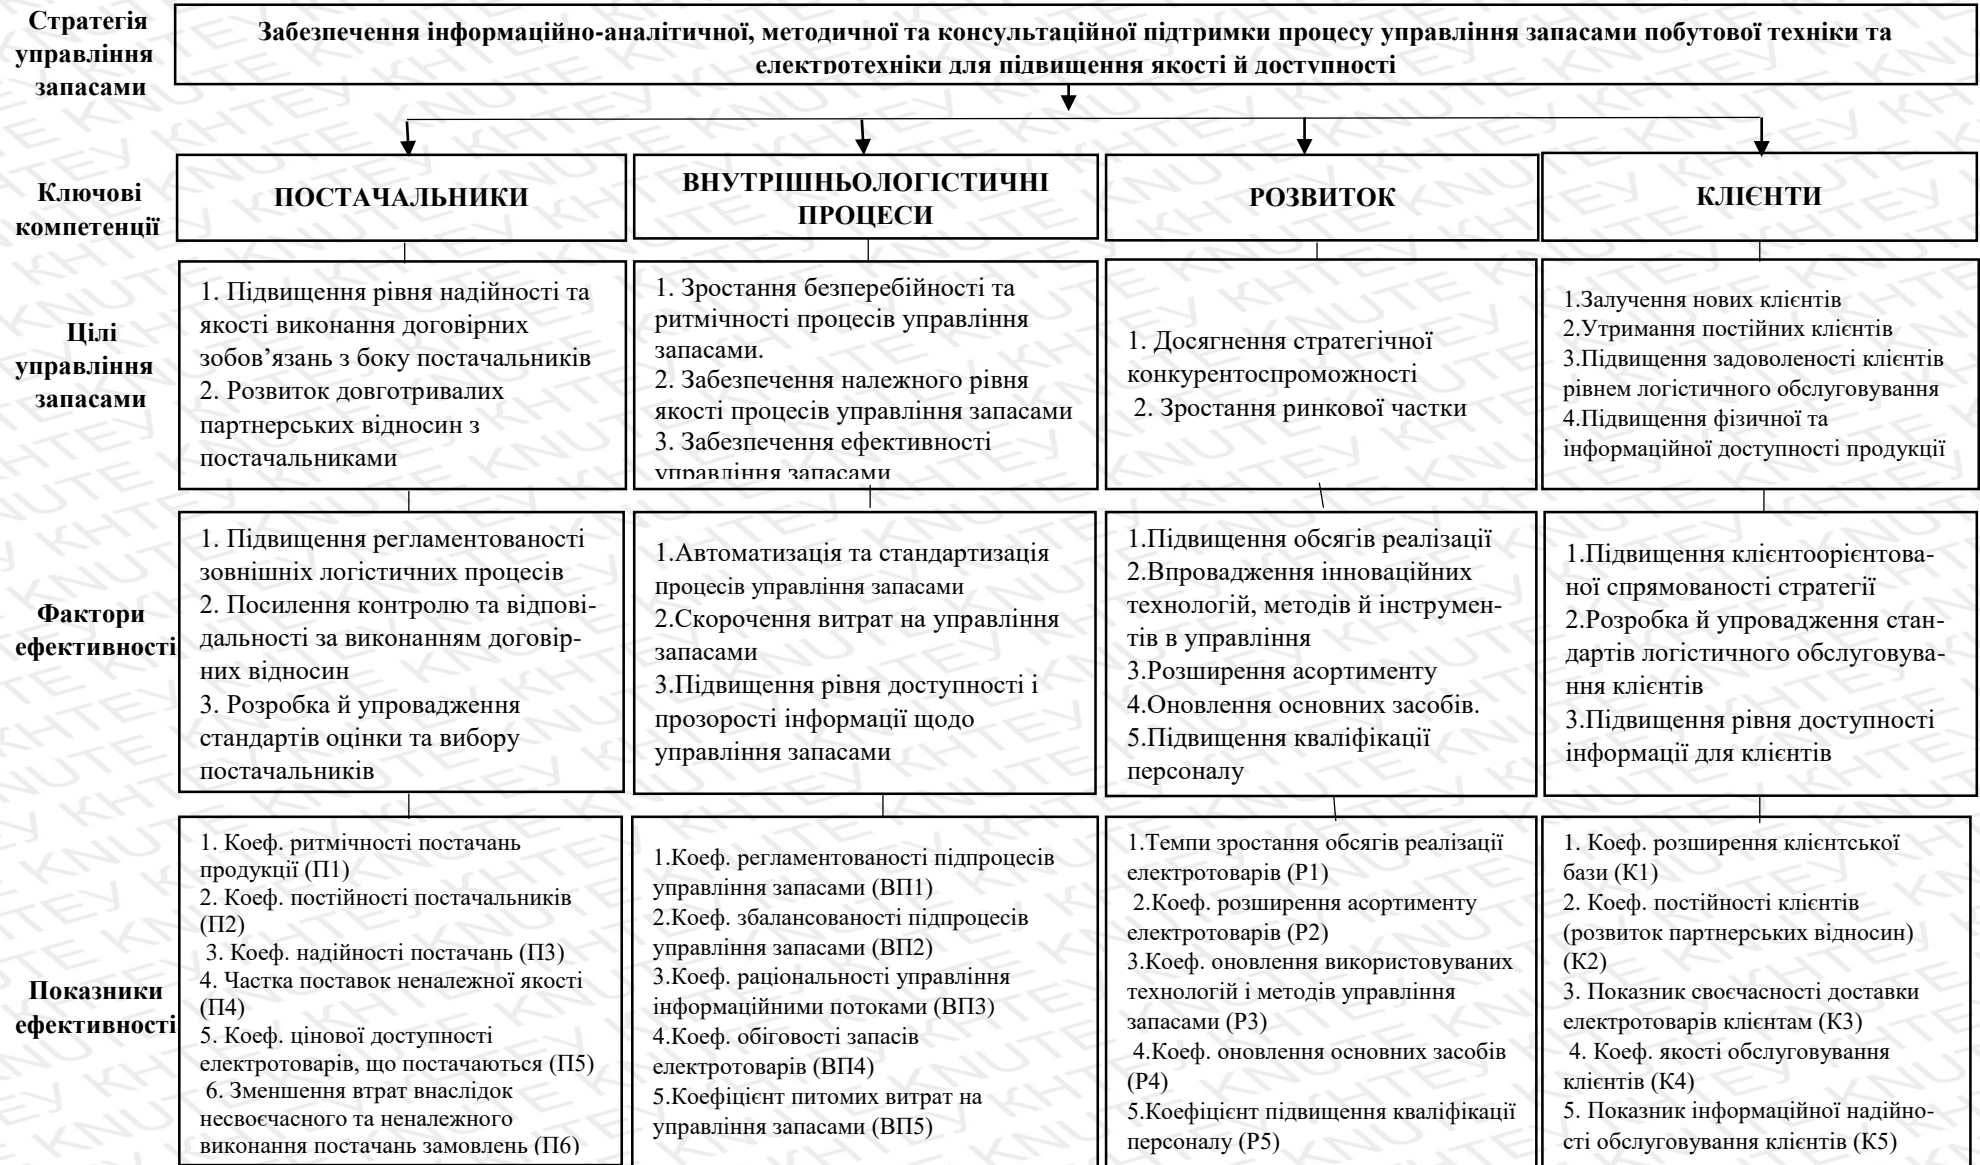 Стратегія
управління
запасами
Забезпечення інформаційно-аналітичної, методичної та консультаційної підтримки процесу управління запасами побутової техніки та
електротехніки для підвищення якості й доступності
Ключові
компетенції
ПОСТАЧАЛЬНИКИ
ВНУТРІШНЬОЛОГІСТИЧНІ
ПРОЦЕСИ
РОЗВИТОК
КЛІЄНТИ
Цілі
управління
запасами
1. Підвищення рівня надійності та
якості виконання договірних
зобов’язань з боку постачальників
2. Розвиток довготривалих
партнерських відносин з
постачальниками
1. Зростання безперебійності та
ритмічності процесів управління
запасами.
2. Забезпечення належного рівня
якості процесів управління запасами
3. Забезпечення ефективності
управління запасами
1. Досягнення стратегічної
конкурентоспроможності
2. Зростання ринкової частки
1.Залучення нових клієнтів
2.Утримання постійних клієнтів
3.Підвищення задоволеності клієнтів
рівнем логістичного обслуговування
4.Підвищення фізичної та
інформаційної доступності продукції
Фактори
ефективності
1. Підвищення регламентованості
зовнішніх логістичних процесів
2. Посилення контролю та відпові-
дальності за виконанням договір-
них відносин
3. Розробка й упровадження
стандартів оцінки та вибору
постачальників
1.Автоматизація та стандартизація
процесів управління запасами
2.Скорочення витрат на управління
запасами
3.Підвищення рівня доступності і
прозорості інформації щодо
управління запасами
1.Підвищення обсягів реалізації
2.Впровадження інноваційних
технологій, методів й інструмен-
тів в управління
3.Розширення асортименту
4.Оновлення основних засобів.
5.Підвищення кваліфікації
персоналу
1.Підвищення клієнтоорієнтова-
ної спрямованості стратегії
2.Розробка й упровадження стан-
дартів логістичного обслуговува-
ння клієнтів
3.Підвищення рівня доступності
інформації для клієнтів
Показники
ефективності
1. Коеф. ритмічності постачань
продукції (П1)
2. Коеф. постійності постачальників
(П2)
3. Коеф. надійності постачань (П3)
4. Частка поставок неналежної якості
(П4)
5. Коеф. цінової доступності
електротоварів, що постачаються (П5)
6. Зменшення втрат внаслідок
несвоєчасного та неналежного
виконання постачань замовлень (П6)
1.Коеф. регламентованості підпроцесів
управління запасами (ВП1)
2.Коеф. збалансованості підпроцесів
управління запасами (ВП2)
3.Коеф. раціональності управління
інформаційними потоками (ВП3)
4.Коеф. обіговості запасів
електротоварів (ВП4)
5.Коефіцієнт питомих витрат на
управління запасами (ВП5)
1.Темпи зростання обсягів реалізації
електротоварів (Р1)
2.Коеф. розширення асортименту
електротоварів (Р2)
3.Коеф. оновлення використовуваних
технологій і методів управління
запасами (Р3)
4.Коеф. оновлення основних засобів
(Р4)
5.Коефіцієнт підвищення кваліфікації
персоналу (Р5)
1. Коеф. розширення клієнтської
бази (К1)
2. Коеф. постійності клієнтів
(розвиток партнерських відносин)
(К2)
3. Показник своєчасності доставки
електротоварів клієнтам (К3)
4. Коеф. якості обслуговування
клієнтів (К4)
5. Показник інформаційної надійно-
сті обслуговування клієнтів (К5)